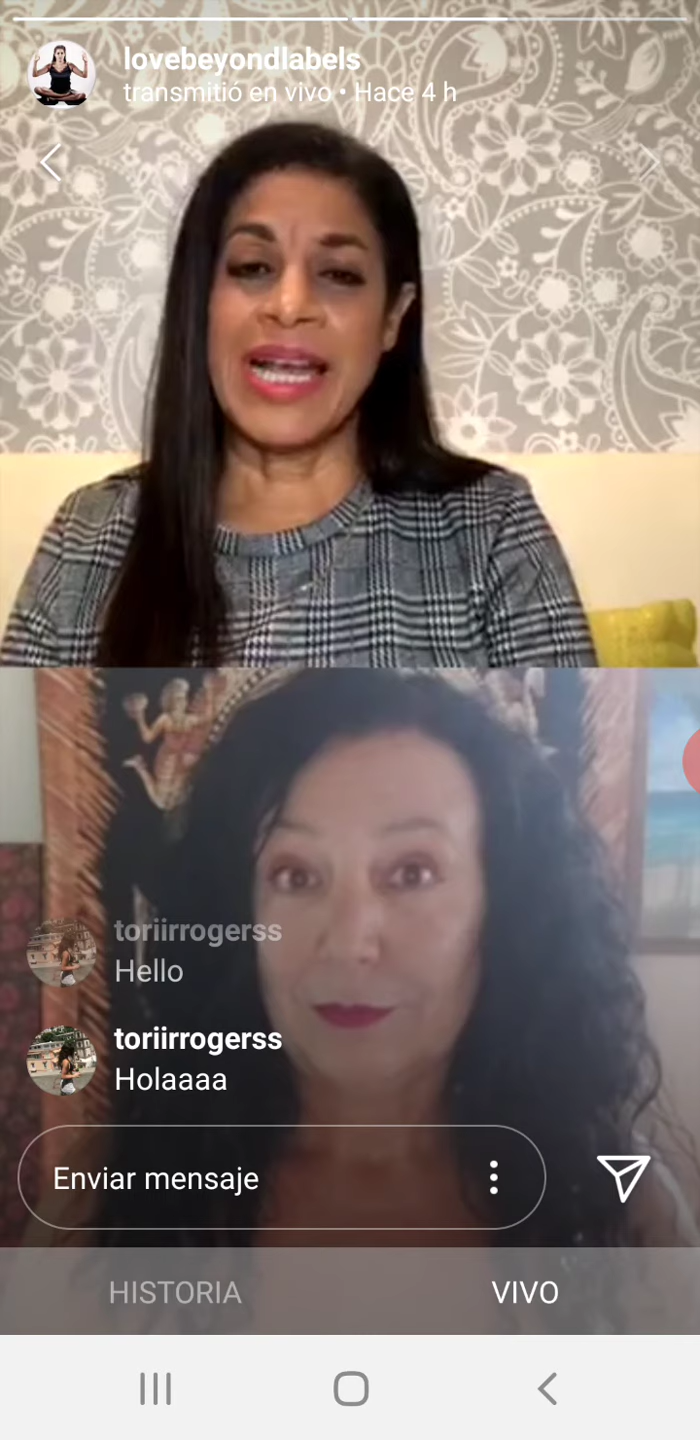 lovebeyondlabels
transmitió en vivo • Hace 4 h
toriirrogerss
Hello
toriirrogerss
Holaaaa
Enviar mensaje
HISTORIA
VIVO